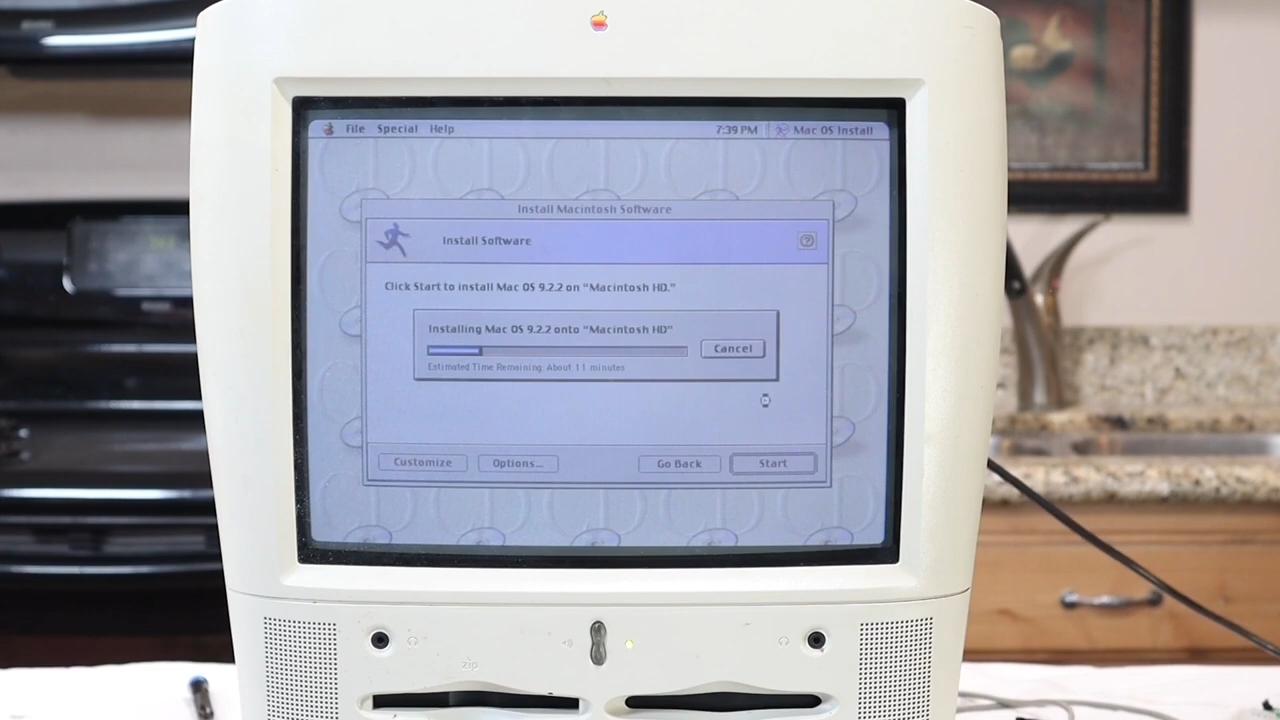 File Special Help 7:39 PM Mac OS Install
Install Macintosh Software
Install Software
Click Start to install Mac OS 9.2.2 on “Macintosh HD.”
Installing Mac OS 9.2.2 onto “Macintosh HD”
Cancel
Estimated Time Remaining: About 11 minutes
Customize Options... Go Back Start
zip